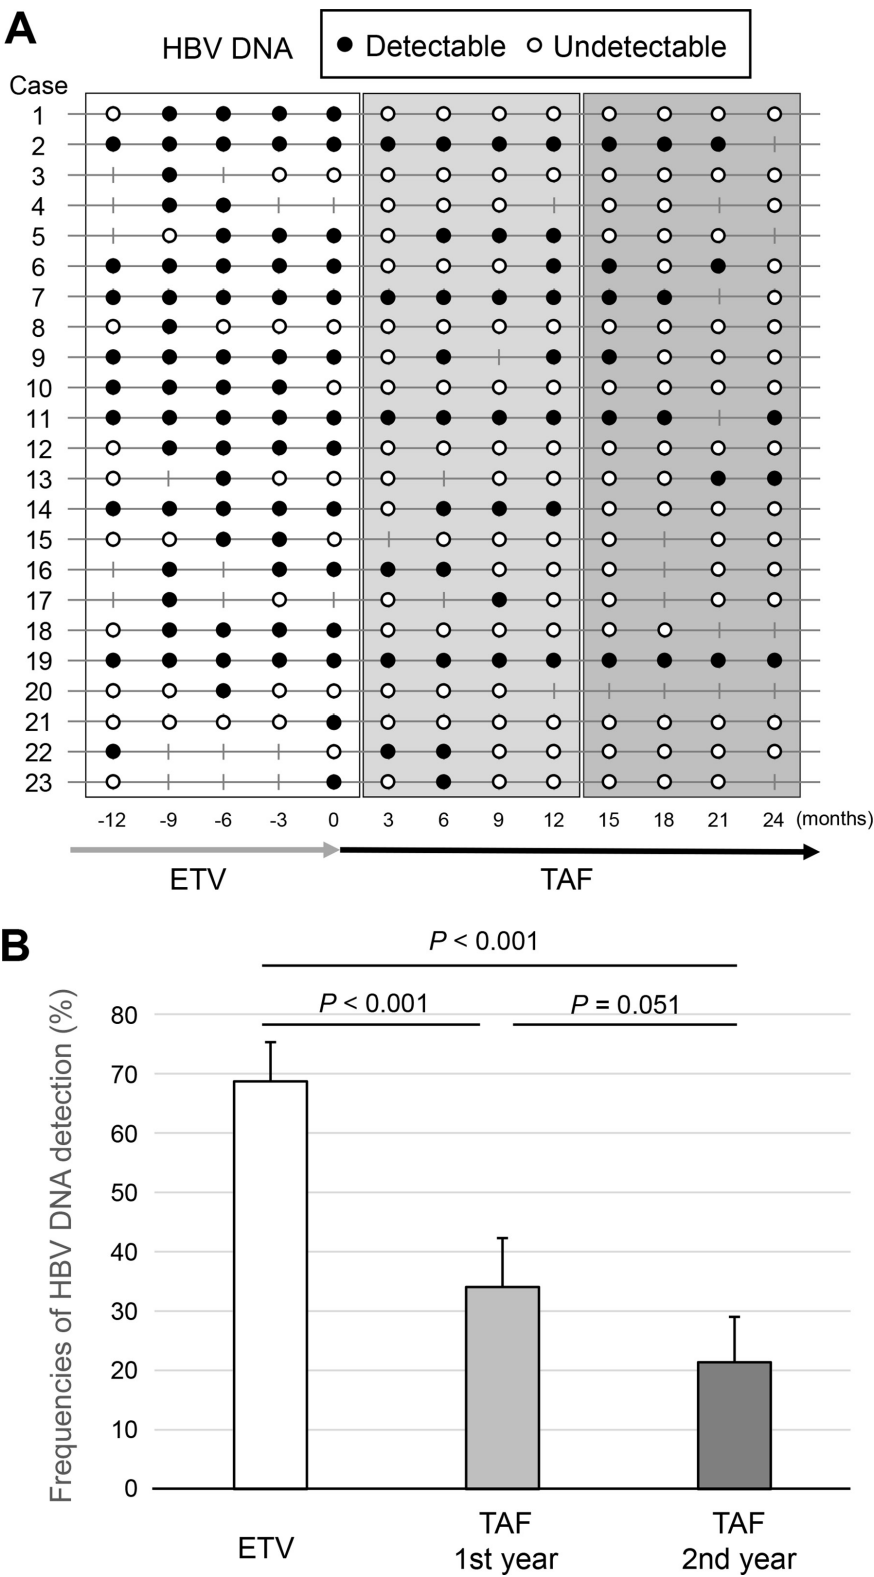 A
HBV DNA
Detectable Undetectable
Case
1
2
3
4
5
6
7
8
9
10
11
12
13
14
15
16
17
18
19
20
21
22
23
-12 -9 -6 -3 0 3 6 9 12 15 18 21 24 (months)
ETV TAF
B
P < 0.001
P < 0.001 P = 0.051
Frequencies of HBV DNA detection (%)
80
70
60
50
40
30
20
10
0
ETV
TAF
1st year
TAF
2nd year